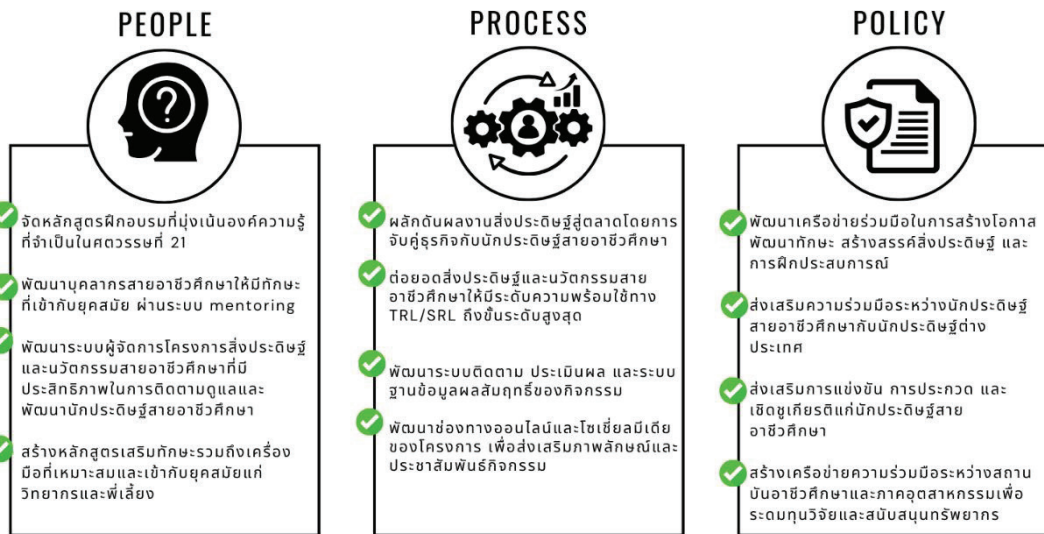 PEOPLE
จัดหลักสูตรฝึกอบรมที่มุ่งเน้นองค์ความรู้
ที่จำเป็นในศตวรรษที่ 21
พัฒนาบุคลากรสายอาชีวศึกษาให้มีทักษะ
ที่เข้ากับยุคสมัย ผ่านระบบ mentoring
พัฒนาระบบผู้จัดการโครงการสิ่งประดิษฐ์
และนวัตกรรมสายอาชีวศึกษาที่มี
ประสิทธิภาพในการติดตามดูแลและ
พัฒนานักประดิษฐ์สายอาชีวศึกษา
สร้างหลักสูตรเสริมทักษะรวมถึงเครื่อง
มือที่เหมาะสมและเข้ากับยุคสมัยแก่
วิทยากรและพี่เลี้ยง
PROCESS
ผลักดันผลงานสิ่งประดิษฐ์สู่ตลาดโดยการ
จับคู่ธุรกิจกับนักประดิษฐ์สายอาชีวศึกษา
ต่อยอดสิ่งประดิษฐ์และนวัตกรรมสาย
อาชีวศึกษาให้มีระดับความพร้อมใช้ทาง
TRL/SRL ถึงขั้นระดับสูงสุด
พัฒนาระบบติดตาม ประเมินผล และระบบ
ฐานข้อมูลผลสัมฤทธิ์ของกิจกรรม
พัฒนาช่องทางออนไลน์และโซเชี่ยลมีเดีย
ของโครงการ เพื่อส่งเสริมภาพลักษณ์และ
ประชาสัมพันธ์กิจกรรม
POLICY
พัฒนาเครือข่ายร่วมมือในการสร้างโอกาส
พัฒนาทักษะ สร้างสรรค์สิ่งประดิษฐ์ และ
การฝึกประสบการณ์
ส่งเสริมความร่วมมือระหว่างนักประดิษฐ์
สายอาชีวศึกษากับนักประดิษฐ์ต่าง
ประเทศ
ส่งเสริมการแข่งขัน การประกวด และ
เชิดชูเกียรติแก่นักประดิษฐ์สาย
อาชีวศึกษา
สร้างเครือข่ายความร่วมมือระหว่างสถาน
บันอาชีวศึกษาและภาคอุตสาหกรรมเพื่อ
ระดมทุนวิจัยและสนับสนุนทรัพยากร